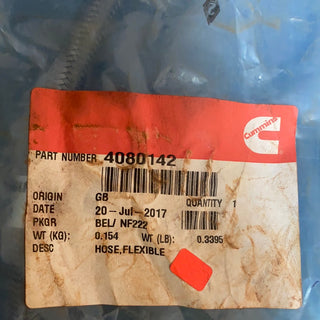 Cummins
PART NUMBER 4080142
ORIGIN GB QUANTITY 1
DATE 20-Jul-2017
PKGR BEL/ NF222
WT (KG): 0.154 WT (LB): 0.3395
DESC HOSE,FLEXIBLE